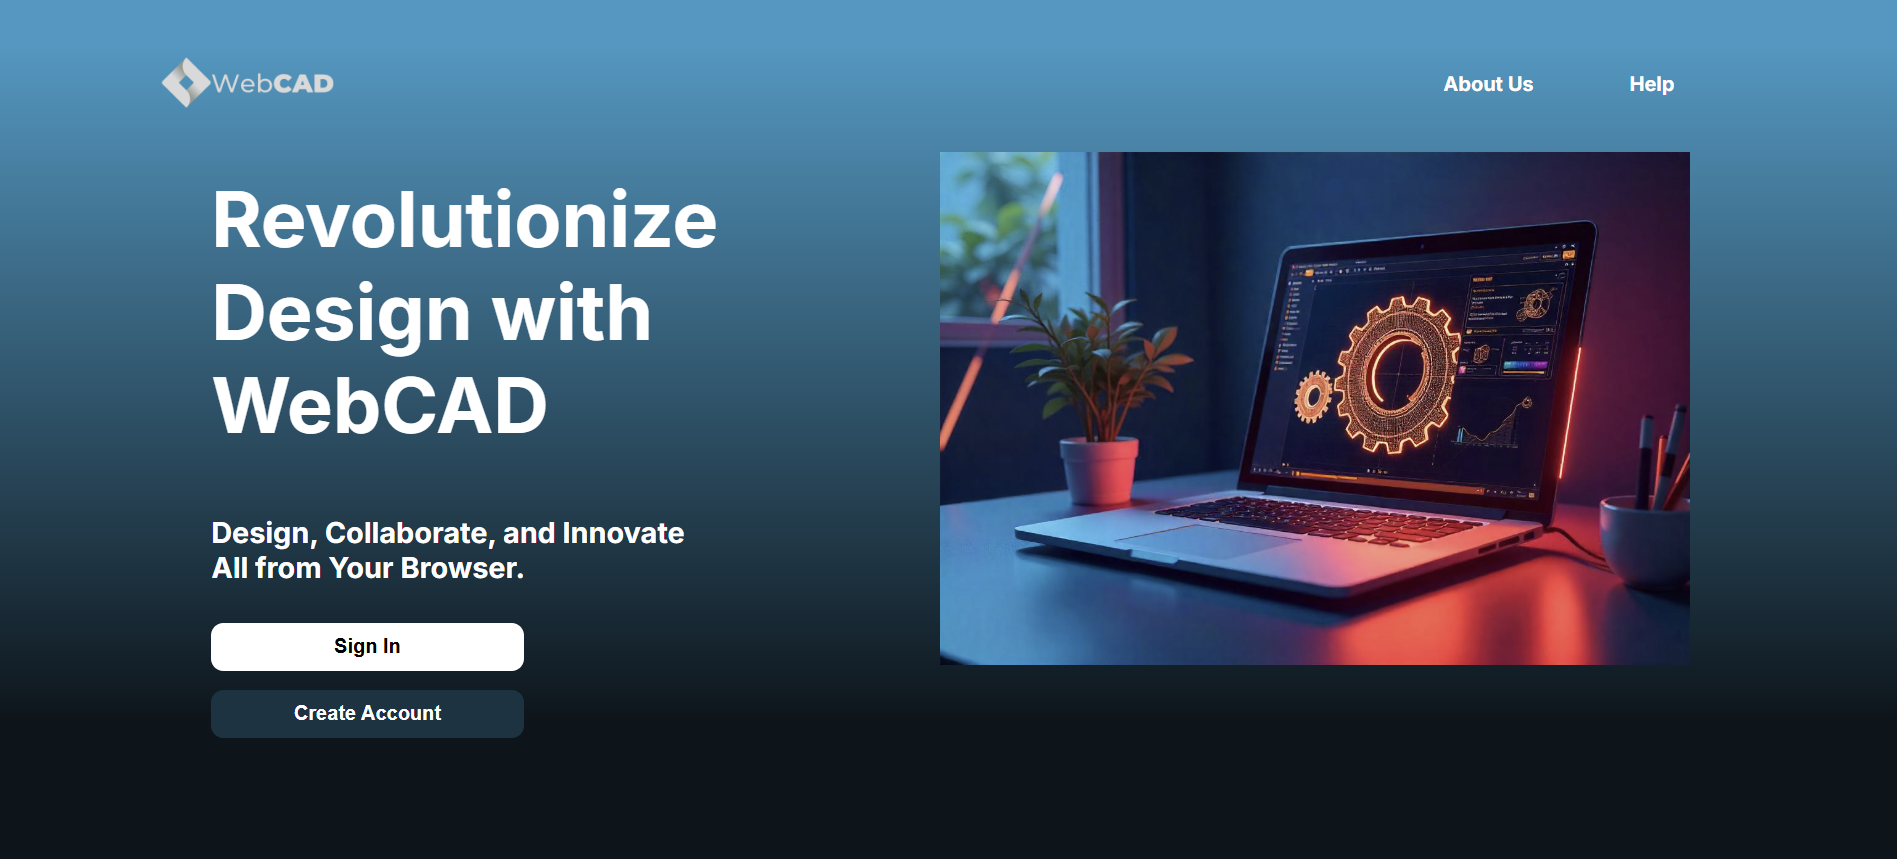 WebCAD
About Us
Help
Revolutionize
Design with
WebCAD
Design, Collaborate, and Innovate
All from Your Browser.
Sign In
Create Account